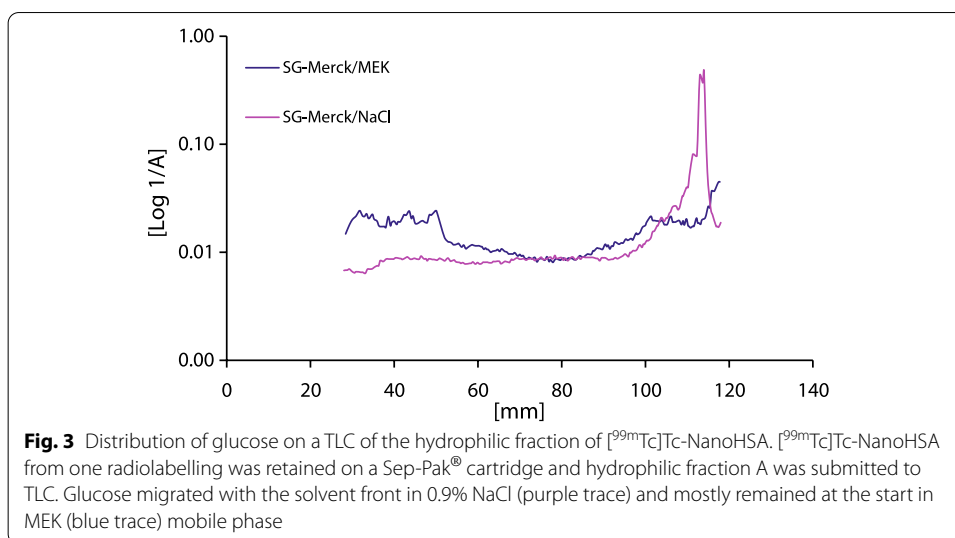 1.00
SG-Merck/MEK
SG-Merck/NaCl
0.10
[Log 1/A]
0.01
0.00
0 20 40 60 80 100 120 140
[mm]
Fig. 3 Distribution of glucose on a TLC of the hydrophilic fraction of [99mTc]Tc-NanoHSA. [99mTc]Tc-NanoHSA
from one radiolabelling was retained on a Sep-Pak® cartridge and hydrophilic fraction A was submitted to
TLC. Glucose migrated with the solvent front in 0.9% NaCl (purple trace) and mostly remained at the start in
MEK (blue trace) mobile phase